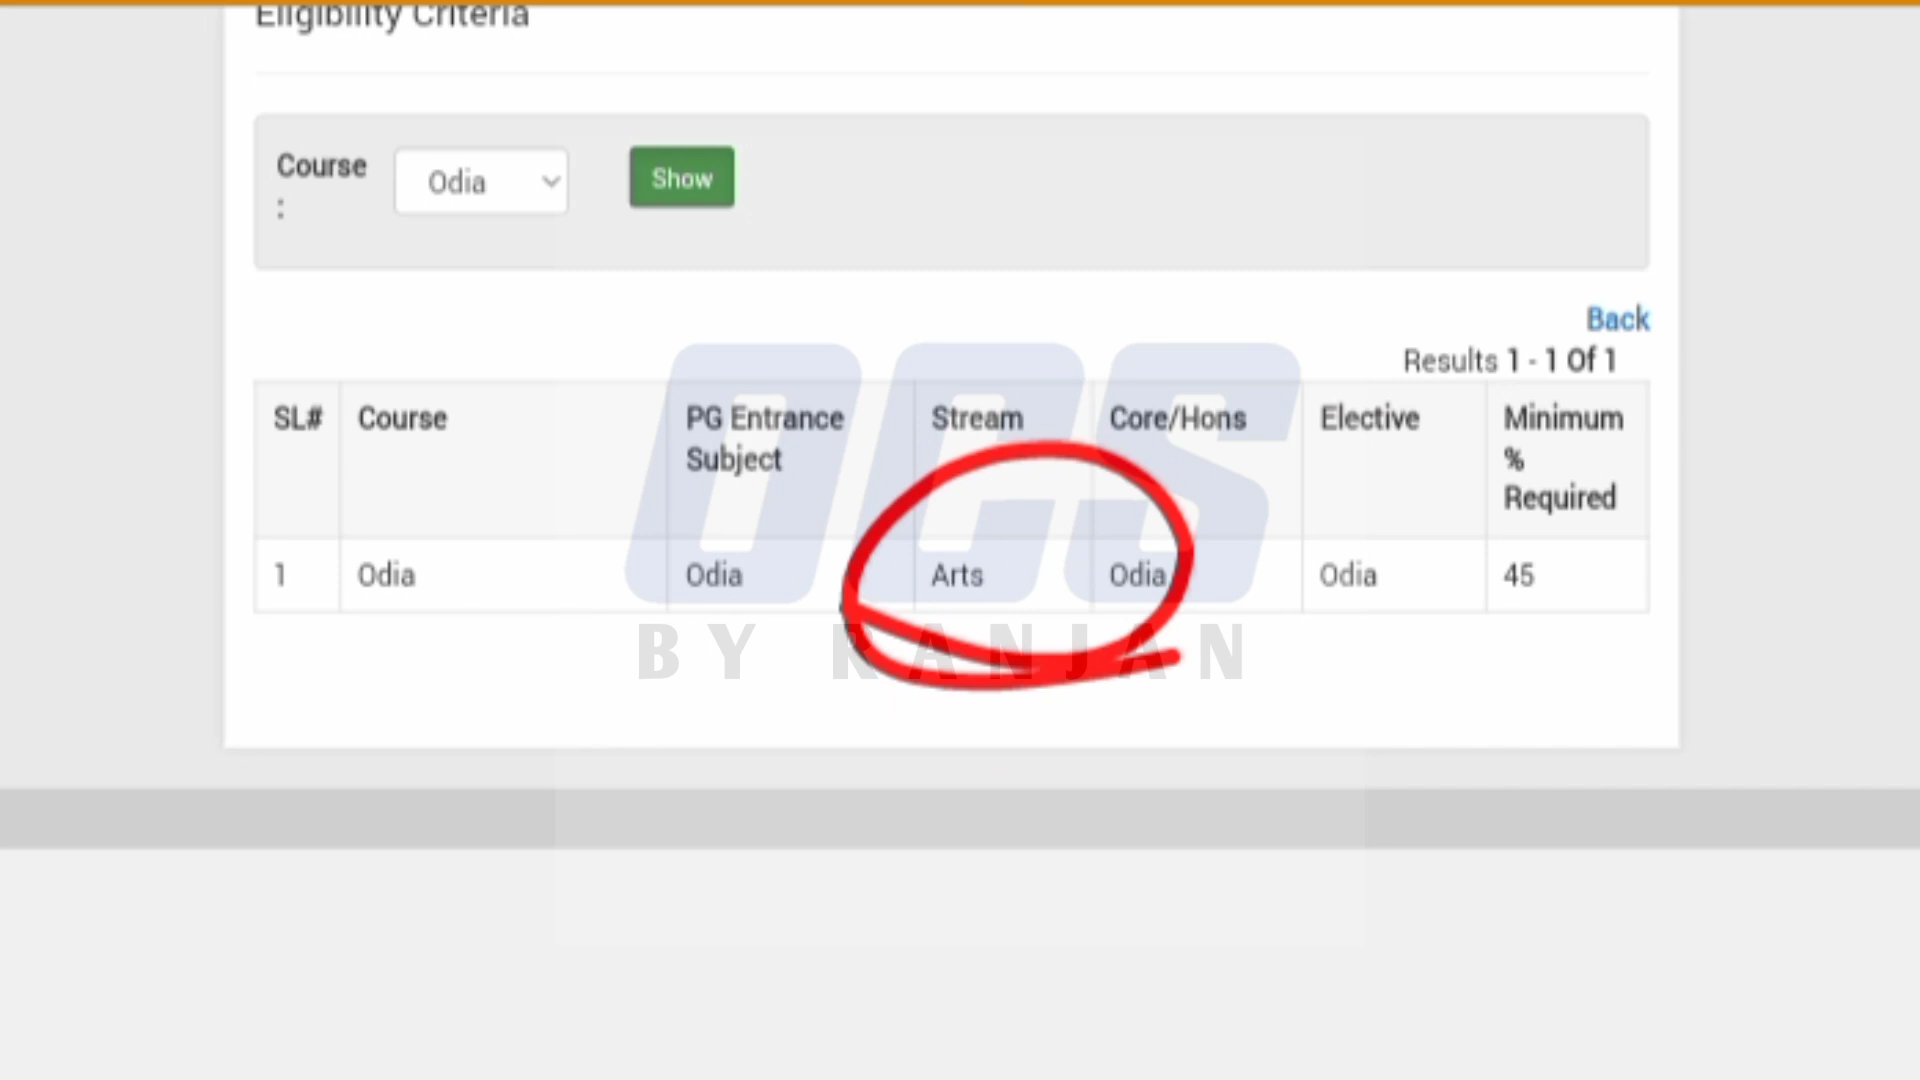 Eligibility Criteria
Course
:
Odia
Show
Back
Results 1 - 1 Of 1
SL# Course PG Entrance Subject Stream Core/Hons Elective Minimum % Required
1 Odia Odia Arts Odia Odia 45
OCS
BY RANJAN